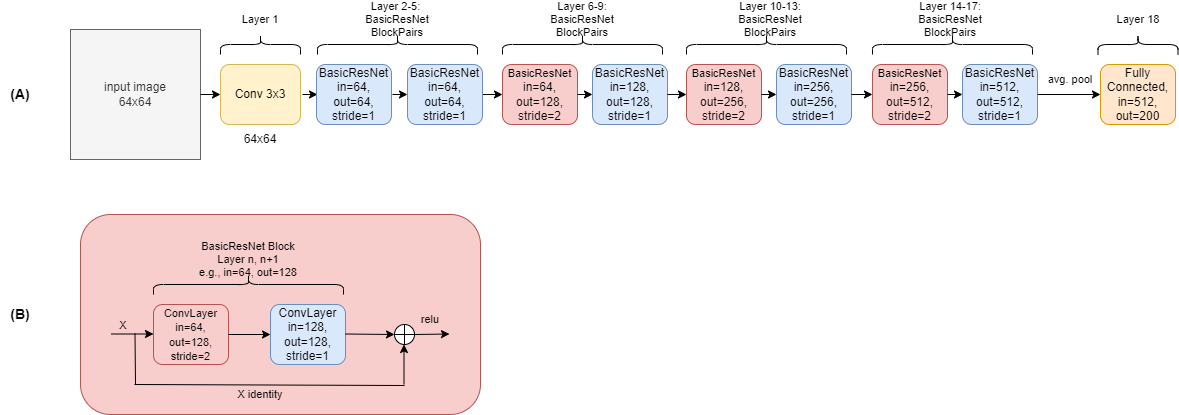 Layer 1
Layer 2-5:
BasicResNet
BlockPairs
Layer 6-9:
BasicResNet
BlockPairs
Layer 10-13:
BasicResNet
BlockPairs
Layer 14-17:
BasicResNet
BlockPairs
Layer 18
(A)
input image
64x64
Conv 3x3
64x64
BasicResNet
in=64,
out=64,
stride=1
BasicResNet
in=64,
out=64,
stride=1
BasicResNet
in=64,
out=128,
stride=2
BasicResNet
in=128,
out=128,
stride=1
BasicResNet
in=128,
out=256,
stride=2
BasicResNet
in=256,
out=256,
stride=1
BasicResNet
in=256,
out=512,
stride=2
BasicResNet
in=512,
out=512,
stride=1
avg. pool
Fully
Connected,
in=512,
out=200
(B)
BasicResNet Block
Layer n, n+1
e.g., in=64, out=128
X
ConvLayer
in=64,
out=128,
stride=2
ConvLayer
in=128,
out=128,
stride=1
relu
X identity